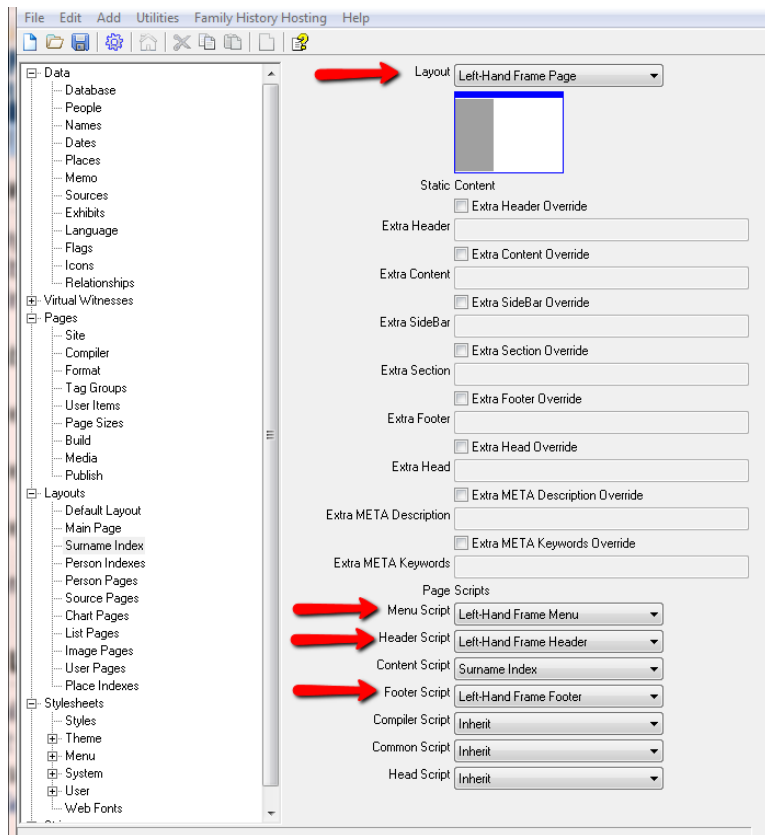 File Edit Add Utilities Family History Hosting Help
Data
Database
People
Names
Dates
Places
Memo
Sources
Exhibits
Language
Flags
Icons
Relationships
Virtual Witnesses
Pages
Site
Compiler
Format
Tag Groups
User Items
Page Sizes
Build
Media
Publish
Layouts
Default Layout
Main Page
Surname Index
Person Indexes
Person Pages
Source Pages
Chart Pages
List Pages
Image Pages
User Pages
Place Indexes
Stylesheets
Styles
Theme
Menu
System
User
Web Fonts
Layout Left-Hand Frame Page
Static Content
Extra Header Override
Extra Header
Extra Content Override
Extra Content
Extra SideBar Override
Extra SideBar
Extra Section Override
Extra Section
Extra Footer Override
Extra Footer
Extra Head Override
Extra Head
Extra META Description Override
Extra META Description
Extra META Keywords Override
Extra META Keywords
Page Scripts
Menu Script Left-Hand Frame Menu
Header Script Left-Hand Frame Header
Content Script Surname Index
Footer Script Left-Hand Frame Footer
Compiler Script Inherit
Common Script Inherit
Head Script Inherit